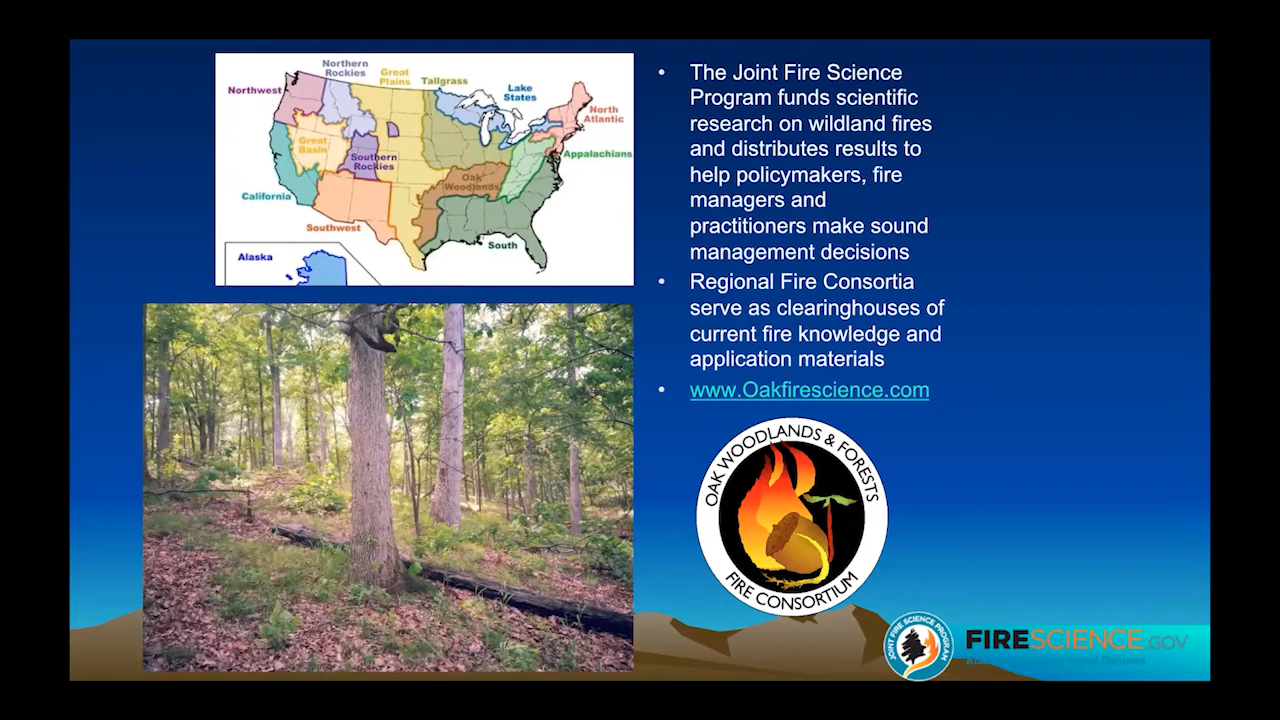 Northern
Rockies
Great
Plains
Tallgrass
Northwest
Lake
States
North
Atlantic
Great
Basin
Southern
Rockies
Appalachians
Oak
Woodlands
California
Southwest
South
Alaska
• The Joint Fire Science
Program funds scientific
research on wildland fires
and distributes results to
help policymakers, fire
managers and
practitioners make sound
management decisions
• Regional Fire Consortia
serve as clearinghouses of
current fire knowledge and
application materials
• www.Oakfirescience.com
OAK WOODLANDS & FORESTS
FIRE CONSORTIUM
JOINT FIRE SCIENCE PROGRAM
FIRESCIENCE.GOV
Decisions